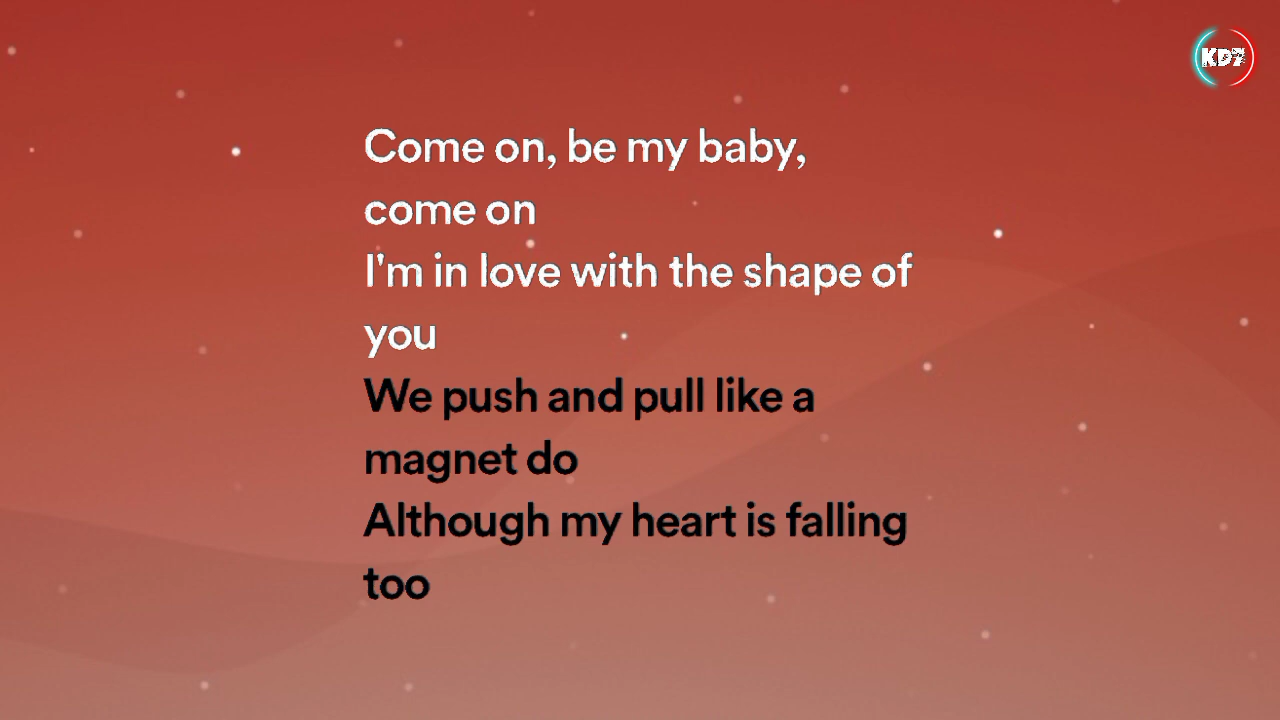 KD7
Come on, be my baby,
come on
I'm in love with the shape of
you
We push and pull like a
magnet do
Although my heart is falling
too